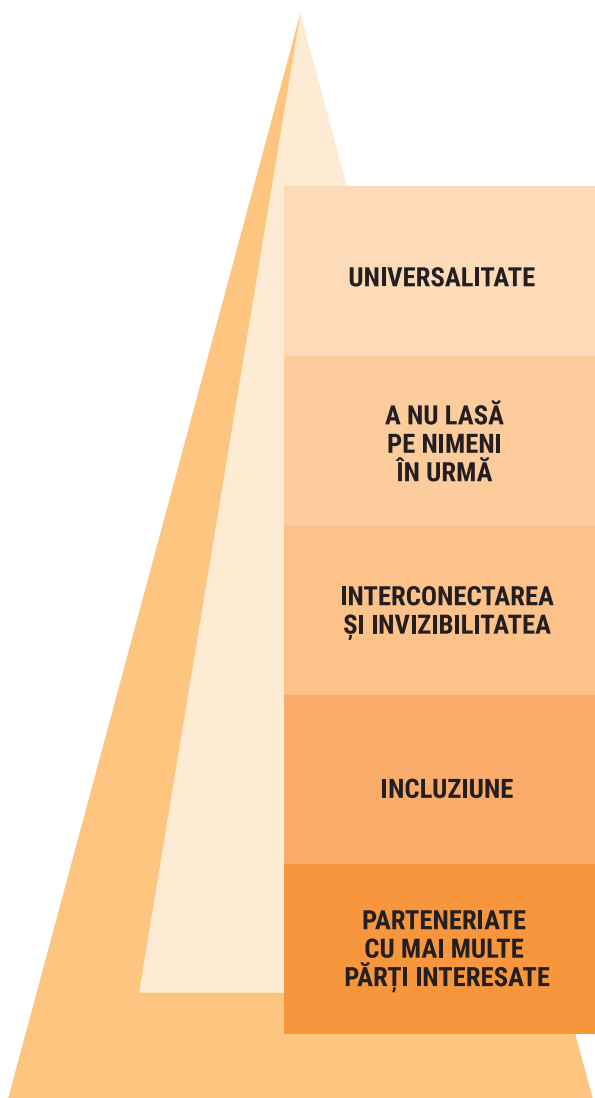 UNIVERSALITATE
A NU LASĂ
PE NIMENI
ÎN URMĂ
INTERCONECTAREA
ȘI INVIZIBILITATEA
INCLUZIUNE
PARTENERIATE
CU MAI MULTE
PĂRȚI INTERESATE